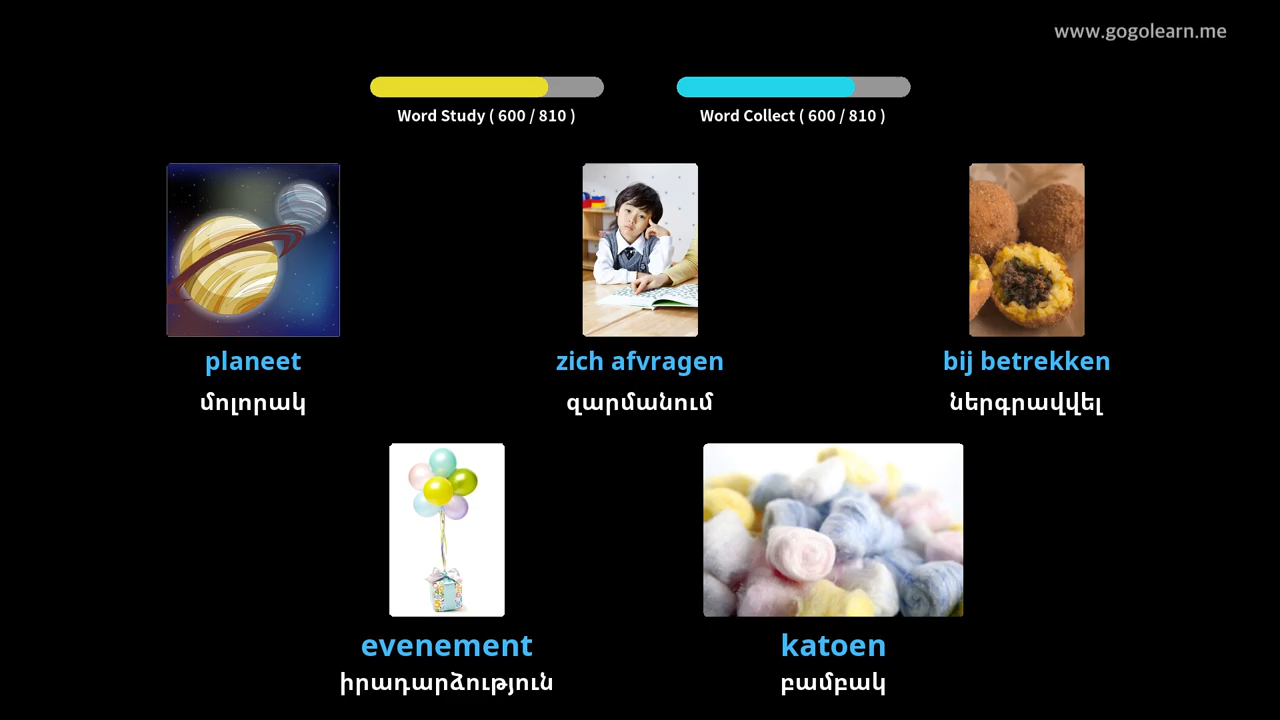 www.gogolearn.me
Word Study ( 600 / 810 )
Word Collect ( 600 / 810 )
planeet
zich afvragen
bij betrekken
մոլորակ
զարմանում
ներգրավվել
evenement
katoen
իրադարձություն
բամբակ